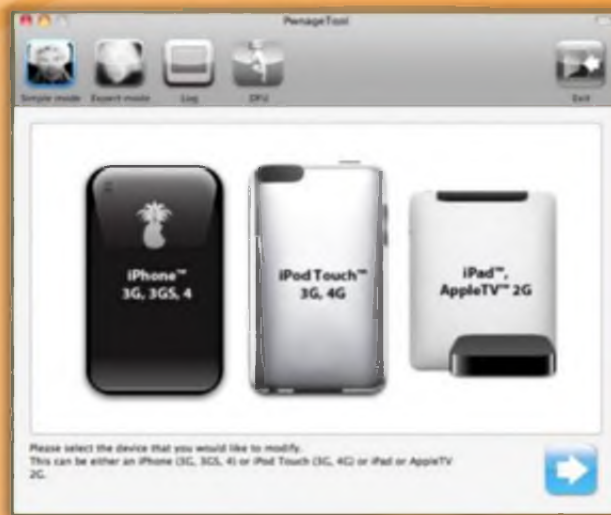 PwnageTool
Simple mode Expert mode Log DFU Exit
iPhone™
3G, 3GS, 4
iPod Touch™
3G, 4G
iPad™,
AppleTV™ 2G
Please select the device that you would like to modify.
This can be either an iPhone (3G, 3GS, 4) or iPod Touch (3G, 4G) or iPad or AppleTV
2G.